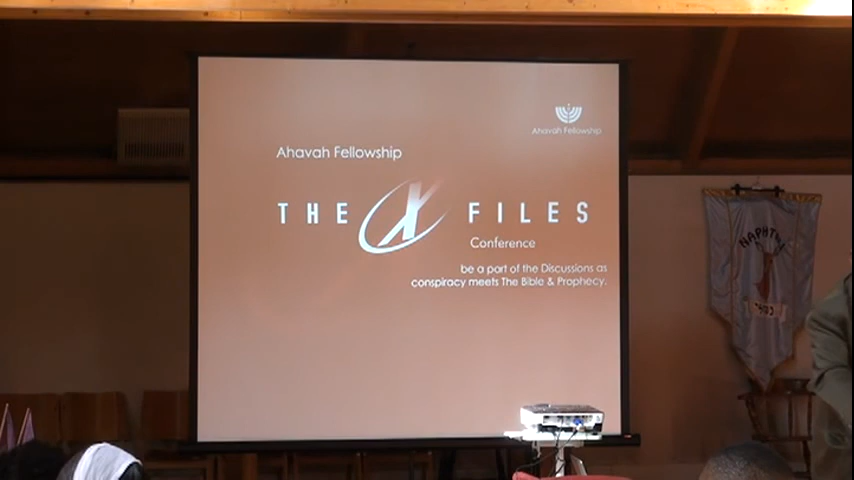 Ahavah Fellowship
Ahavah Fellowship
THE X FILES
Conference
be a part of the Discussions as
conspiracy meets The Bible & Prophecy.